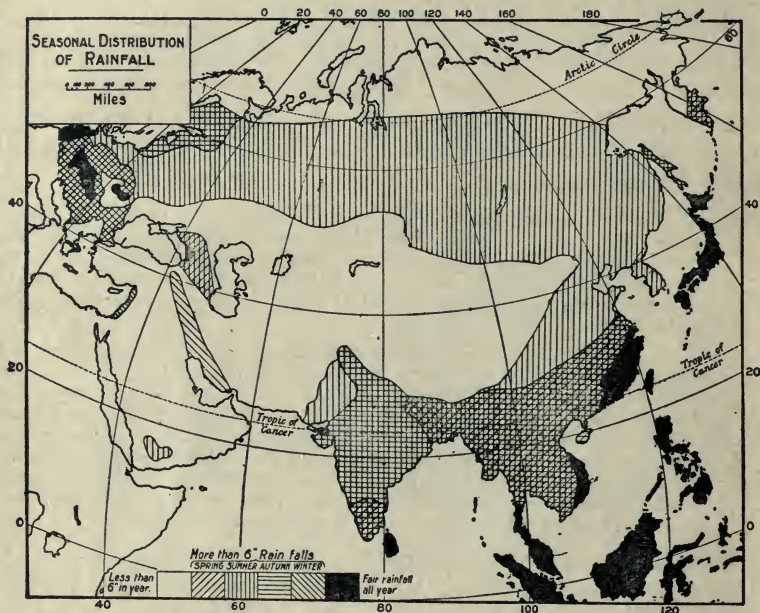 0 20 40 60 80 100 120 140 160 180
SEASONAL DISTRIBUTION
OF RAINFALL
Miles
60
Arctic Circle
40
40
20
Tropic of
Cancer
20
Tropic of
Cancer
0
0
More than 6" Rain falls
(SPRING SUMMER AUTUMN WINTER)
Less than
6" in year.
Fair rainfall
all year
40 60 80 100 120